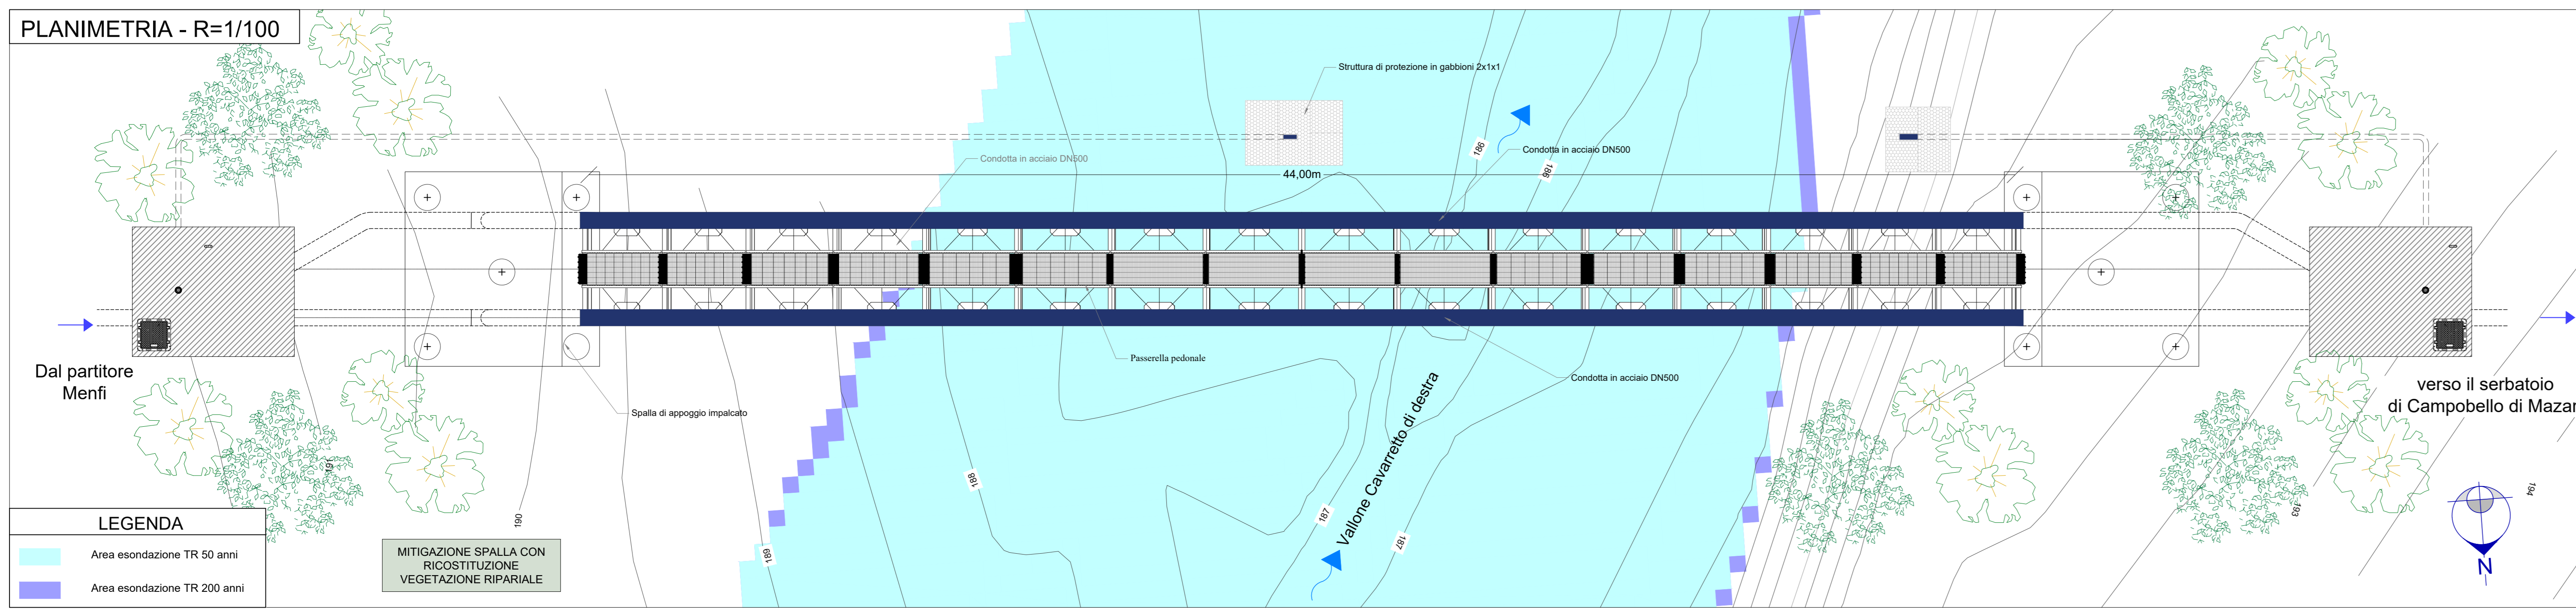 PLANIMETRIA - R=1/100
Struttura di protezione in gabbioni 2x1x1
186
186
Condotta in acciaio DN500
Condotta in acciaio DN500
44,00m
Passerella pedonale
Condotta in acciaio DN500
Dal partitore
Menfi
verso il serbatoio
di Campobello di Mazar
Spalla di appoggio impalcato
Vallone Cavarretto di destra
191
190
189
188
187
187
193
194
LEGENDA
Area esondazione TR 50 anni
Area esondazione TR 200 anni
MITIGAZIONE SPALLA CON
RICOSTITUZIONE
VEGETAZIONE RIPARIALE
N